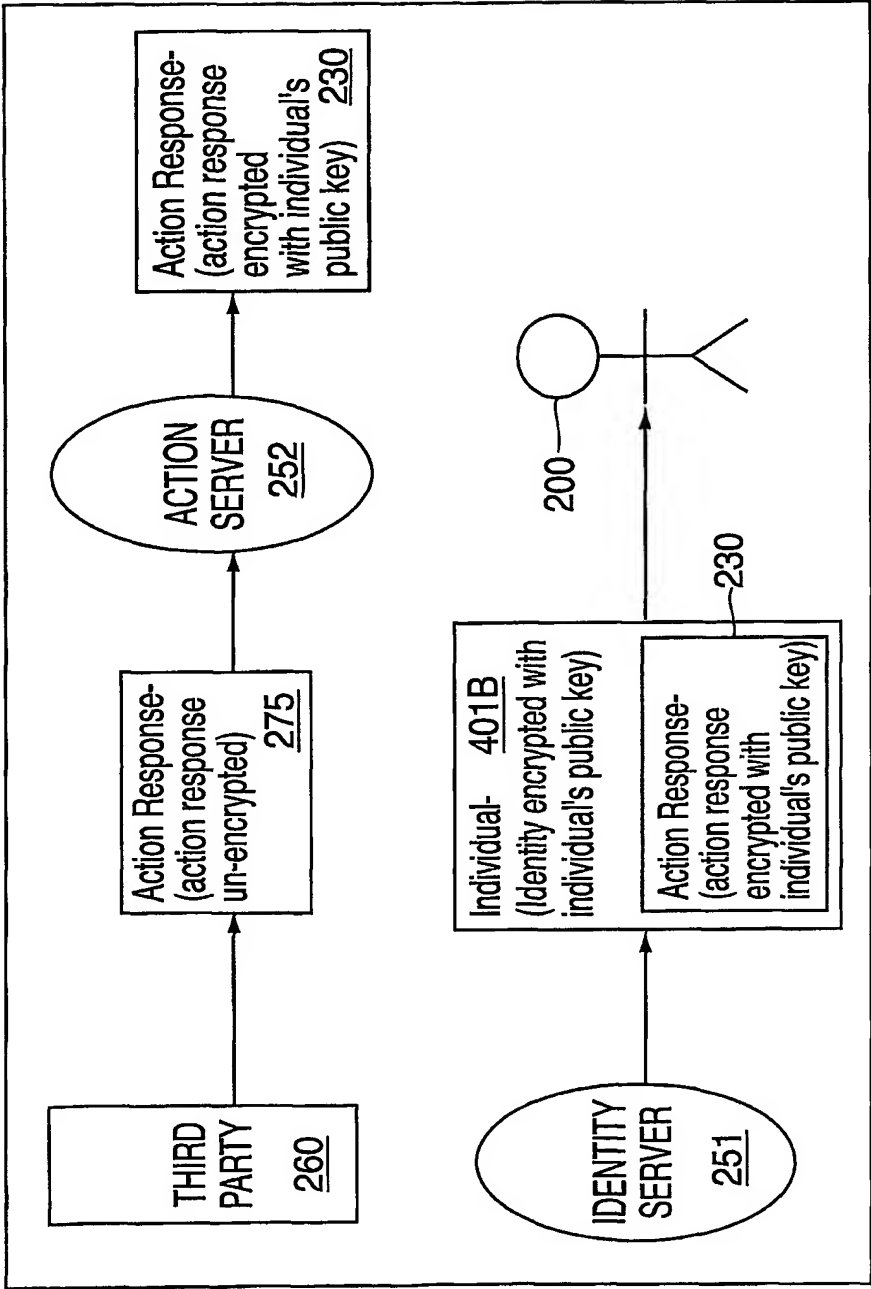 THIRD
PARTY
260
Action Response-
(action response
un-encrypted)
275
ACTION
SERVER
252
Action Response-
(action response
encrypted
with individual's
public key) 230
IDENTITY
SERVER
251
Individual- 401B
(Identity encrypted with
individual's public key)
Action Response-
(action response
encrypted with
individual's public key)
230
200